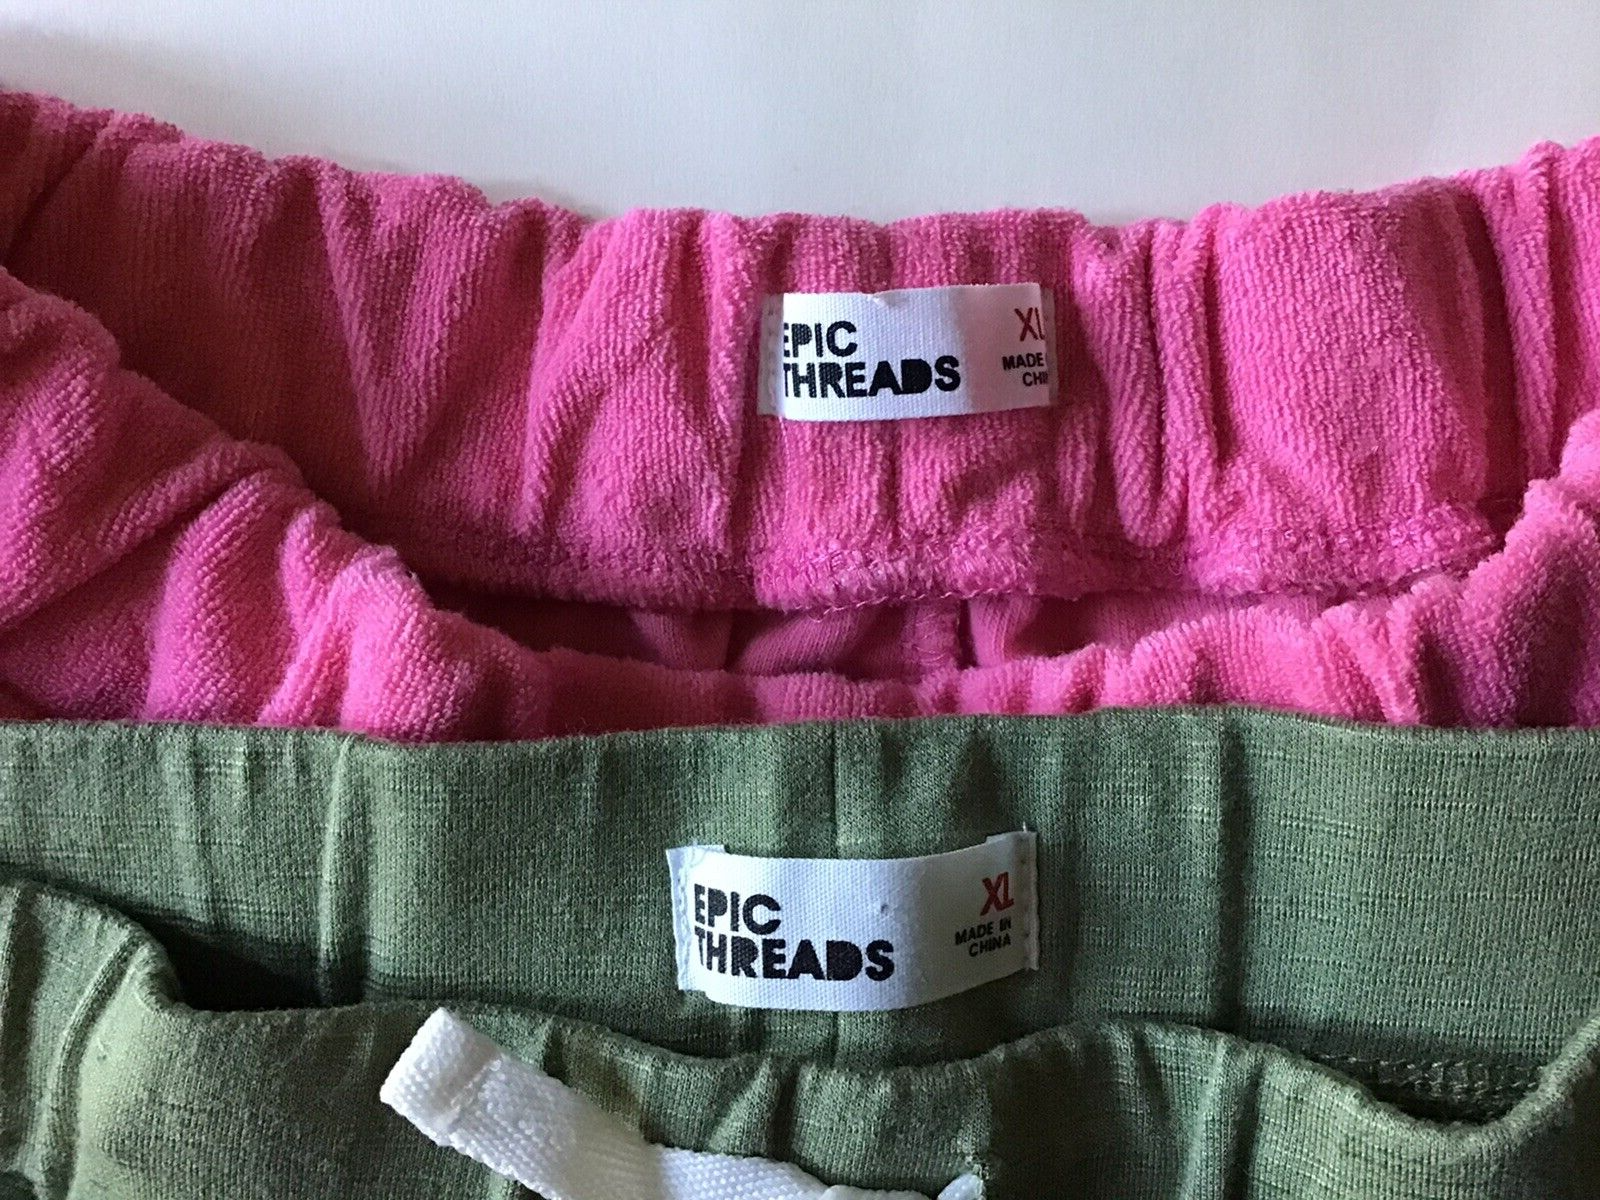 EPIC
THREADS
XL
MADE
EPIC
THREADS
XL
MADE IN
CHINA